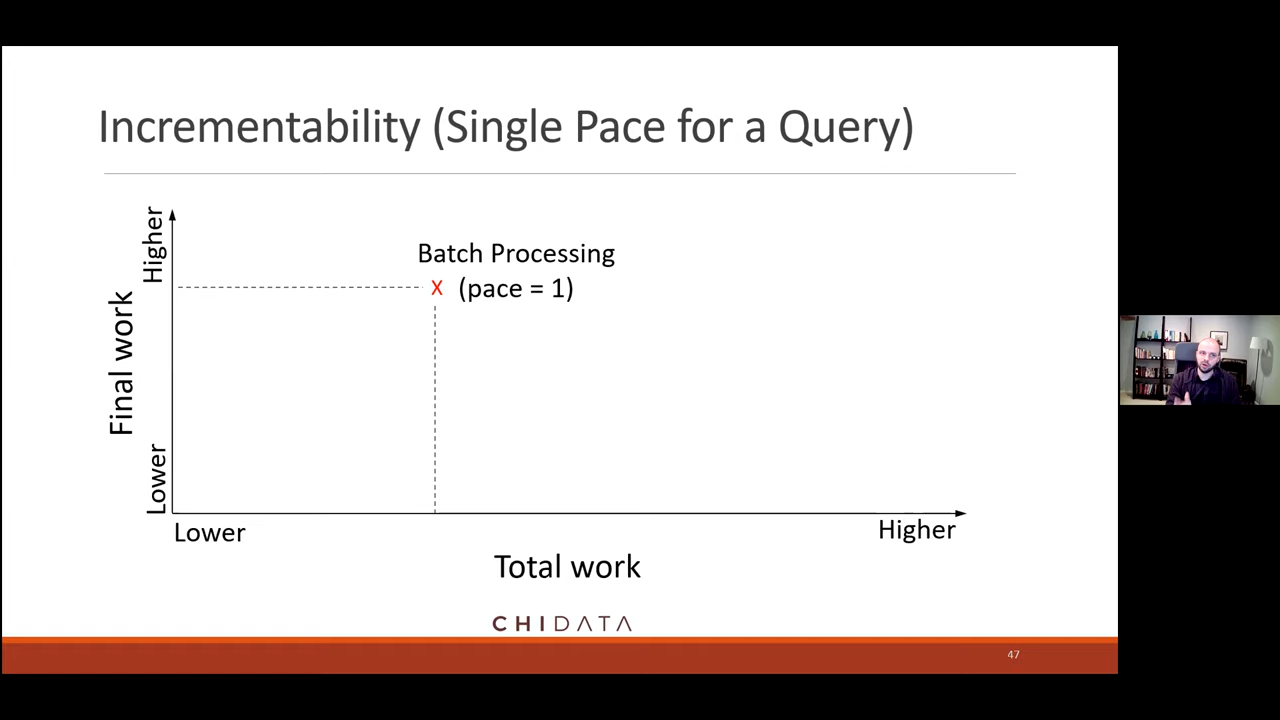 Incrementability (Single Pace for a Query)
Higher
Final work
Lower
Batch Processing
X (pace = 1)
Lower
Higher
Total work
CHIDATA
47